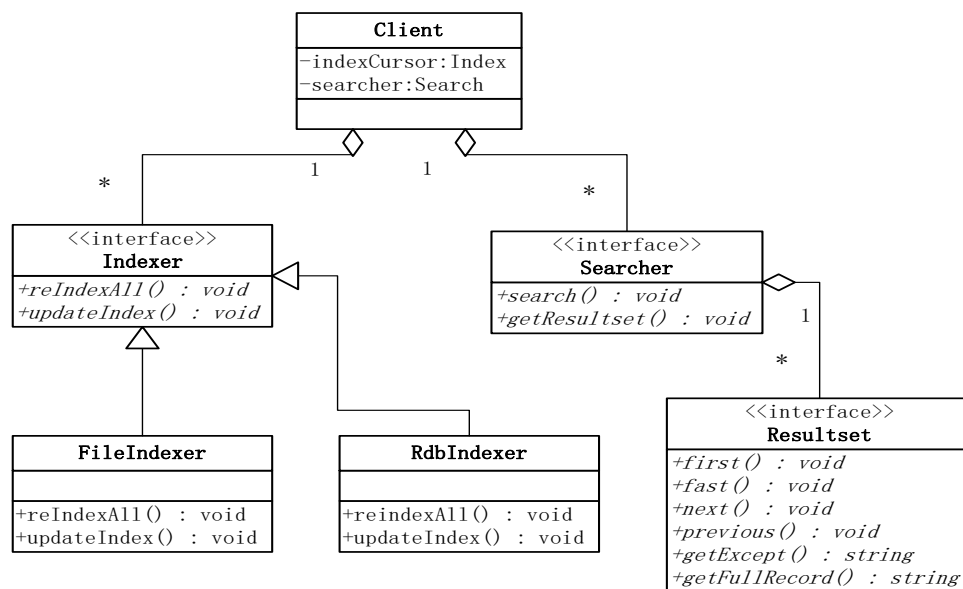 Client
-indexCursor:Index
-searcher:Search
1
1
*
*
<<interface>>
Indexer
+reIndexAll() : void
+updateIndex() : void
<<interface>>
Searcher
+search() : void
+getResultset() : void
1
*
FileIndexer
+reIndexAll() : void
+updateIndex() : void
RdbIndexer
+reindexAll() : void
+updateIndex() : void
<<interface>>
Resultset
+first() : void
+fast() : void
+next() : void
+previous() : void
+getExcept() : string
+getFullRecord() : string